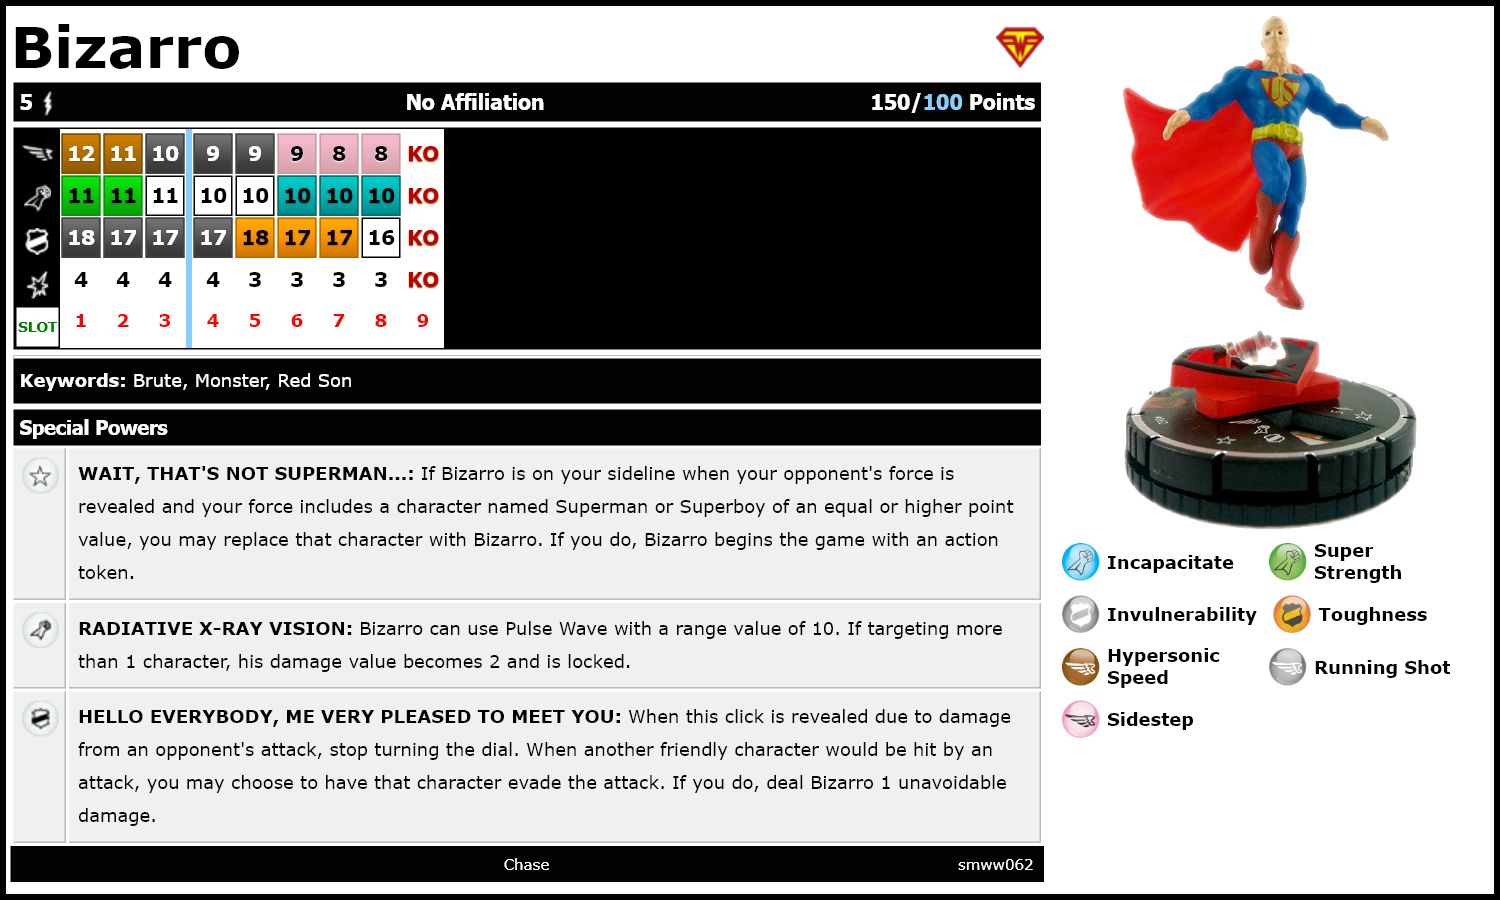 Bizarro
5 No Affiliation 150/100 Points
12 11 10 9 9 9 8 8 KO
11 11 11 10 10 10 10 10 KO
18 17 17 17 18 17 17 16 KO
4 4 4 4 3 3 3 3 KO
SLOT 1 2 3 4 5 6 7 8 9
Keywords: Brute, Monster, Red Son
Special Powers
WAIT, THAT'S NOT SUPERMAN...: If Bizarro is on your sideline when your opponent's force is
revealed and your force includes a character named Superman or Superboy of an equal or higher point
value, you may replace that character with Bizarro. If you do, Bizarro begins the game with an action
token.
RADIATIVE X-RAY VISION: Bizarro can use Pulse Wave with a range value of 10. If targeting more
than 1 character, his damage value becomes 2 and is locked.
HELLO EVERYBODY, ME VERY PLEASED TO MEET YOU: When this click is revealed due to damage
from an opponent's attack, stop turning the dial. When another friendly character would be hit by an
attack, you may choose to have that character evade the attack. If you do, deal Bizarro 1 unavoidable
damage.
Chase smww062
US
Incapacitate
Super
Strength
Invulnerability
Toughness
Hypersonic
Speed
Running Shot
Sidestep